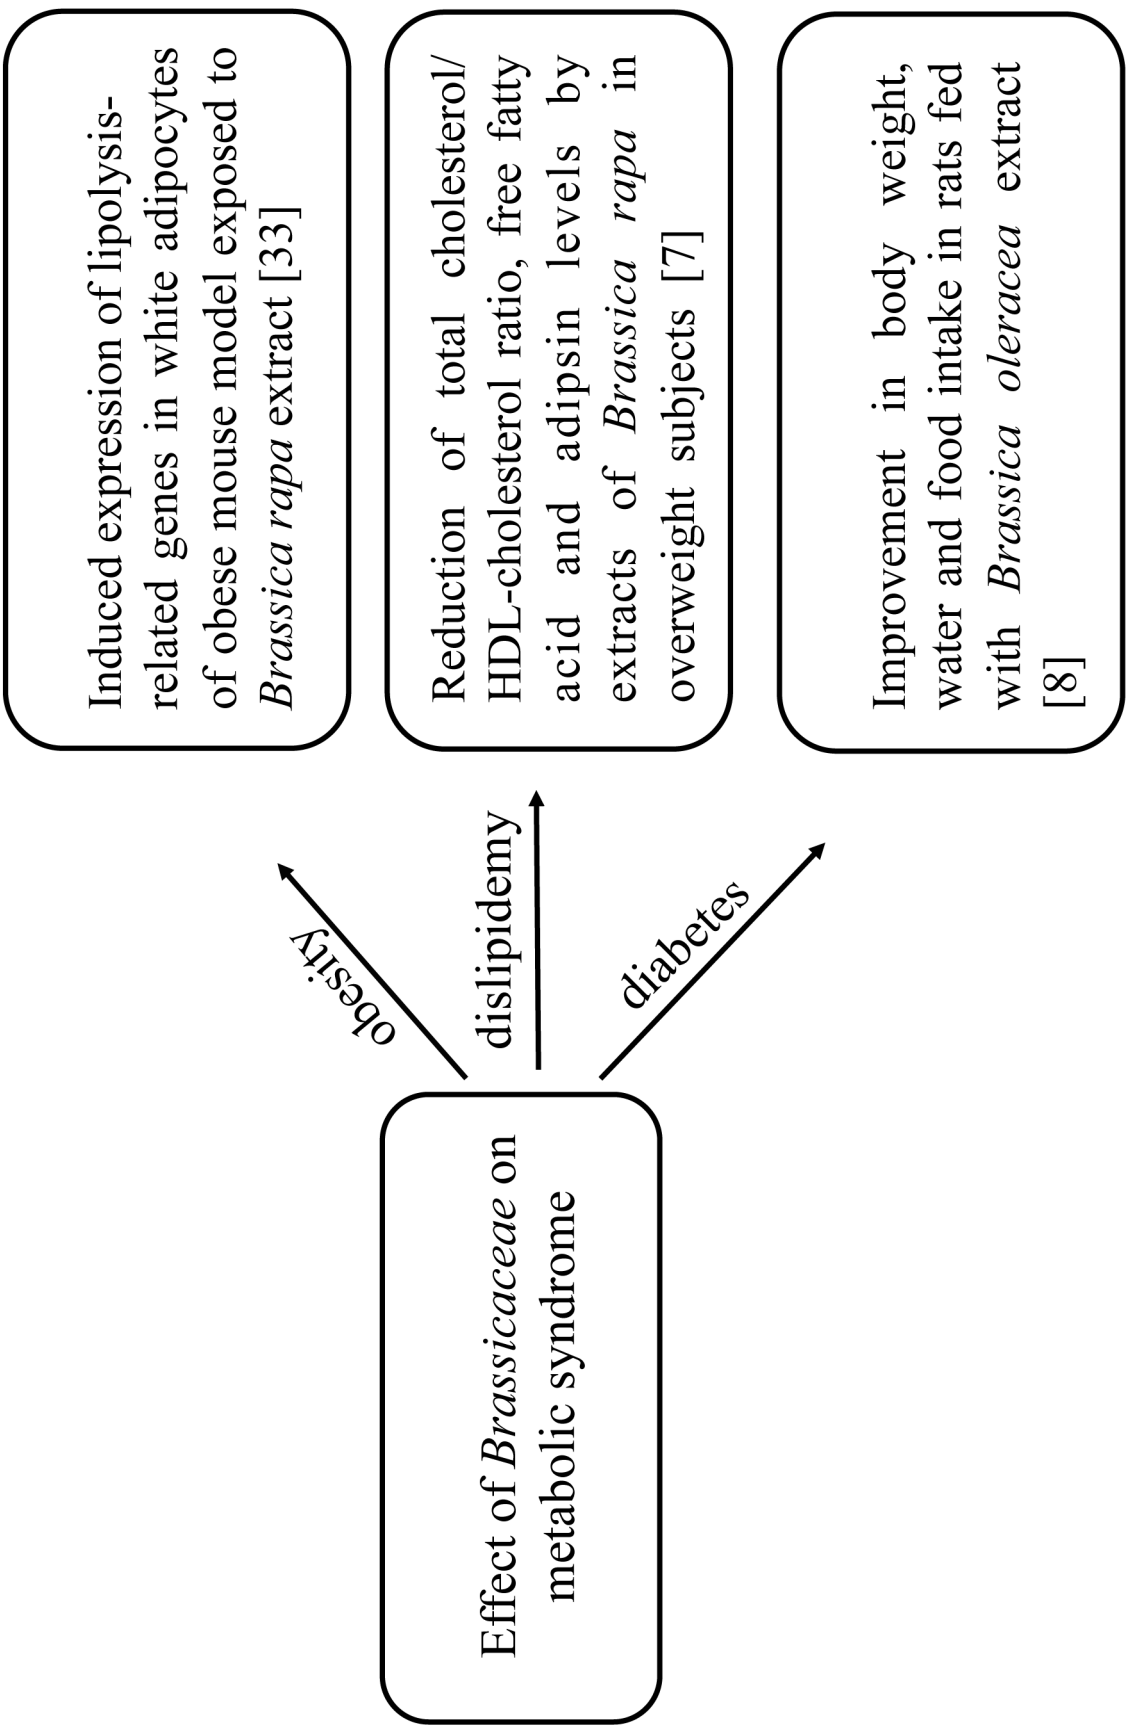 Effect of Brassicaceae on
metabolic syndrome
obesity
dislipidemy
diabetes
Induced expression of lipolysis-
related genes in white adipocytes
of obese mouse model exposed to
Brassica rapa extract [33]
Reduction of total cholesterol/
HDL-cholesterol ratio, free fatty
acid and adipsin levels by
extracts of Brassica rapa in
overweight subjects [7]
Improvement in body weight,
water and food intake in rats fed
with Brassica oleracea extract
[8]